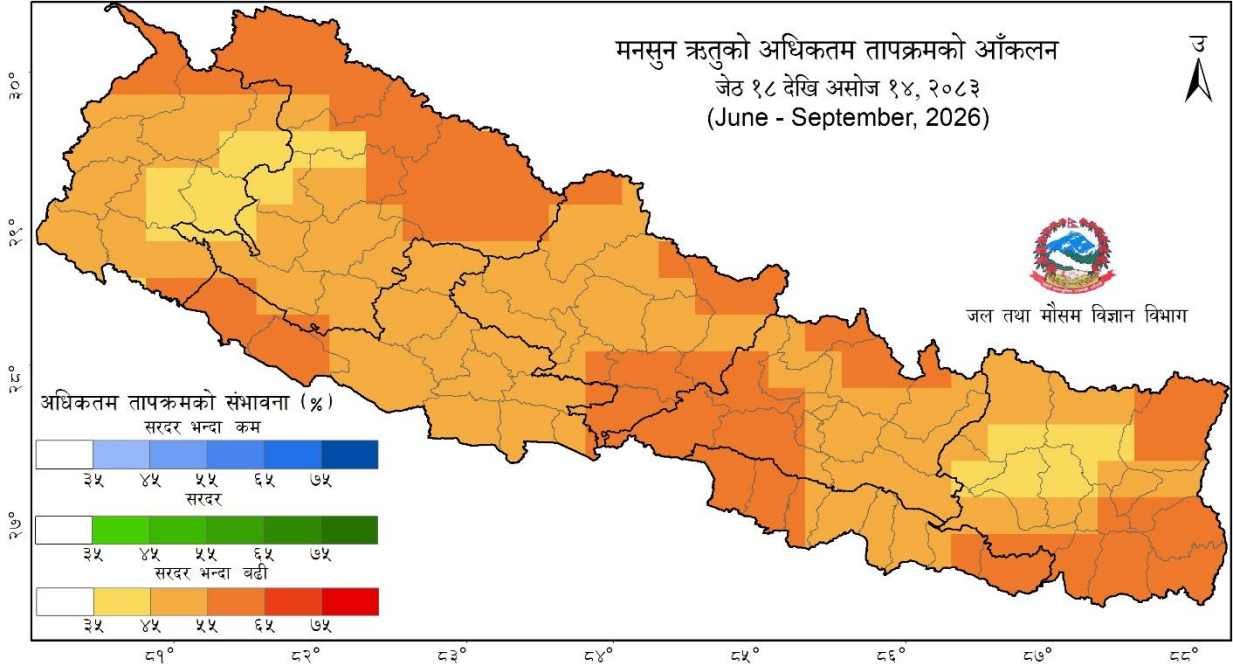 मनसुन ऋतुको अधिकतम तापक्रमको आँकलन
जेठ १८ देखि असोज १४, २०८३
(June - September, 2026)
उ
३०°
२९°
२८°
२७°
जल तथा मौसम विज्ञान विभाग
अधिकतम तापक्रमको संभावना (%)
सरदर भन्दा कम
३५ ४५ ५५ ६५ ७५
सरदर
३५ ४५ ५५ ६५ ७५
सरदर भन्दा बढी
३५ ४५ ५५ ६५ ७५
८१° ८२° ८३° ८४° ८५° ८६° ८७° ८८°